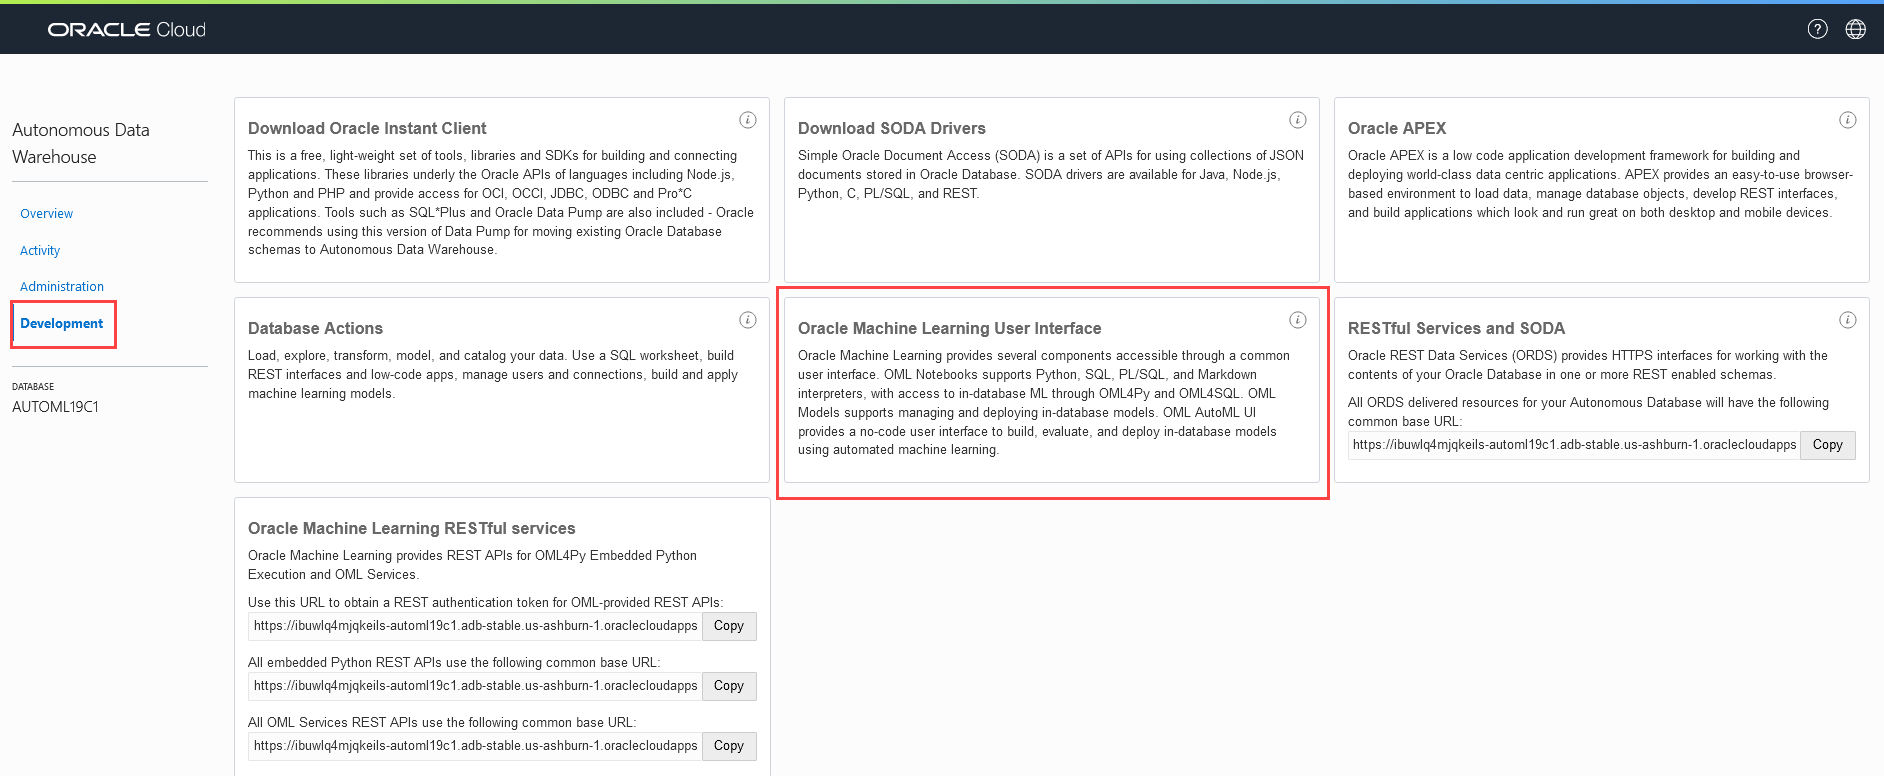 ORACLE Cloud
Autonomous Data
Warehouse
Overview
Activity
Administration
Development
DATABASE
AUTOML19C1
Download Oracle Instant Client
This is a free, light-weight set of tools, libraries and SDKs for building and connecting
applications. These libraries underly the Oracle APIs of languages including Node.js,
Python and PHP and provide access for OCI, OCCI, JDBC, ODBC and Pro*C
applications. Tools such as SQL*Plus and Oracle Data Pump are also included - Oracle
recommends using this version of Data Pump for moving existing Oracle Database
schemas to Autonomous Data Warehouse.
Download SODA Drivers
Simple Oracle Document Access (SODA) is a set of APIs for using collections of JSON
documents stored in Oracle Database. SODA drivers are available for Java, Node.js,
Python, C, PL/SQL, and REST.
Oracle APEX
Oracle APEX is a low code application development framework for building and
deploying world-class data centric applications. APEX provides an easy-to-use browser-
based environment to load data, manage database objects, develop REST interfaces,
and build applications which look and run great on both desktop and mobile devices.
Database Actions
Load, explore, transform, model, and catalog your data. Use a SQL worksheet, build
REST interfaces and low-code apps, manage users and connections, build and apply
machine learning models.
Oracle Machine Learning User Interface
Oracle Machine Learning provides several components accessible through a common
user interface. OML Notebooks supports Python, SQL, PL/SQL, and Markdown
interpreters, with access to in-database ML through OML4Py and OML4SQL. OML
Models supports managing and deploying in-database models. OML AutoML UI
provides a no-code user interface to build, evaluate, and deploy in-database models
using automated machine learning.
RESTful Services and SODA
Oracle REST Data Services (ORDS) provides HTTPS interfaces for working with the
contents of your Oracle Database in one or more REST enabled schemas.
All ORDS delivered resources for your Autonomous Database will have the following
common base URL:
https://ibuwlq4mjqkeils-automl19c1.adb-stable.us-ashburn-1.oraclecloudapps Copy
Oracle Machine Learning RESTful services
Oracle Machine Learning provides REST APIs for OML4Py Embedded Python
Execution and OML Services.
Use this URL to obtain a REST authentication token for OML-provided REST APIs:
https://ibuwlq4mjqkeils-automl19c1.adb-stable.us-ashburn-1.oraclecloudapps Copy
All embedded Python REST APIs use the following common base URL:
https://ibuwlq4mjqkeils-automl19c1.adb-stable.us-ashburn-1.oraclecloudapps Copy
All OML Services REST APIs use the following common base URL:
https://ibuwlq4mjqkeils-automl19c1.adb-stable.us-ashburn-1.oraclecloudapps Copy